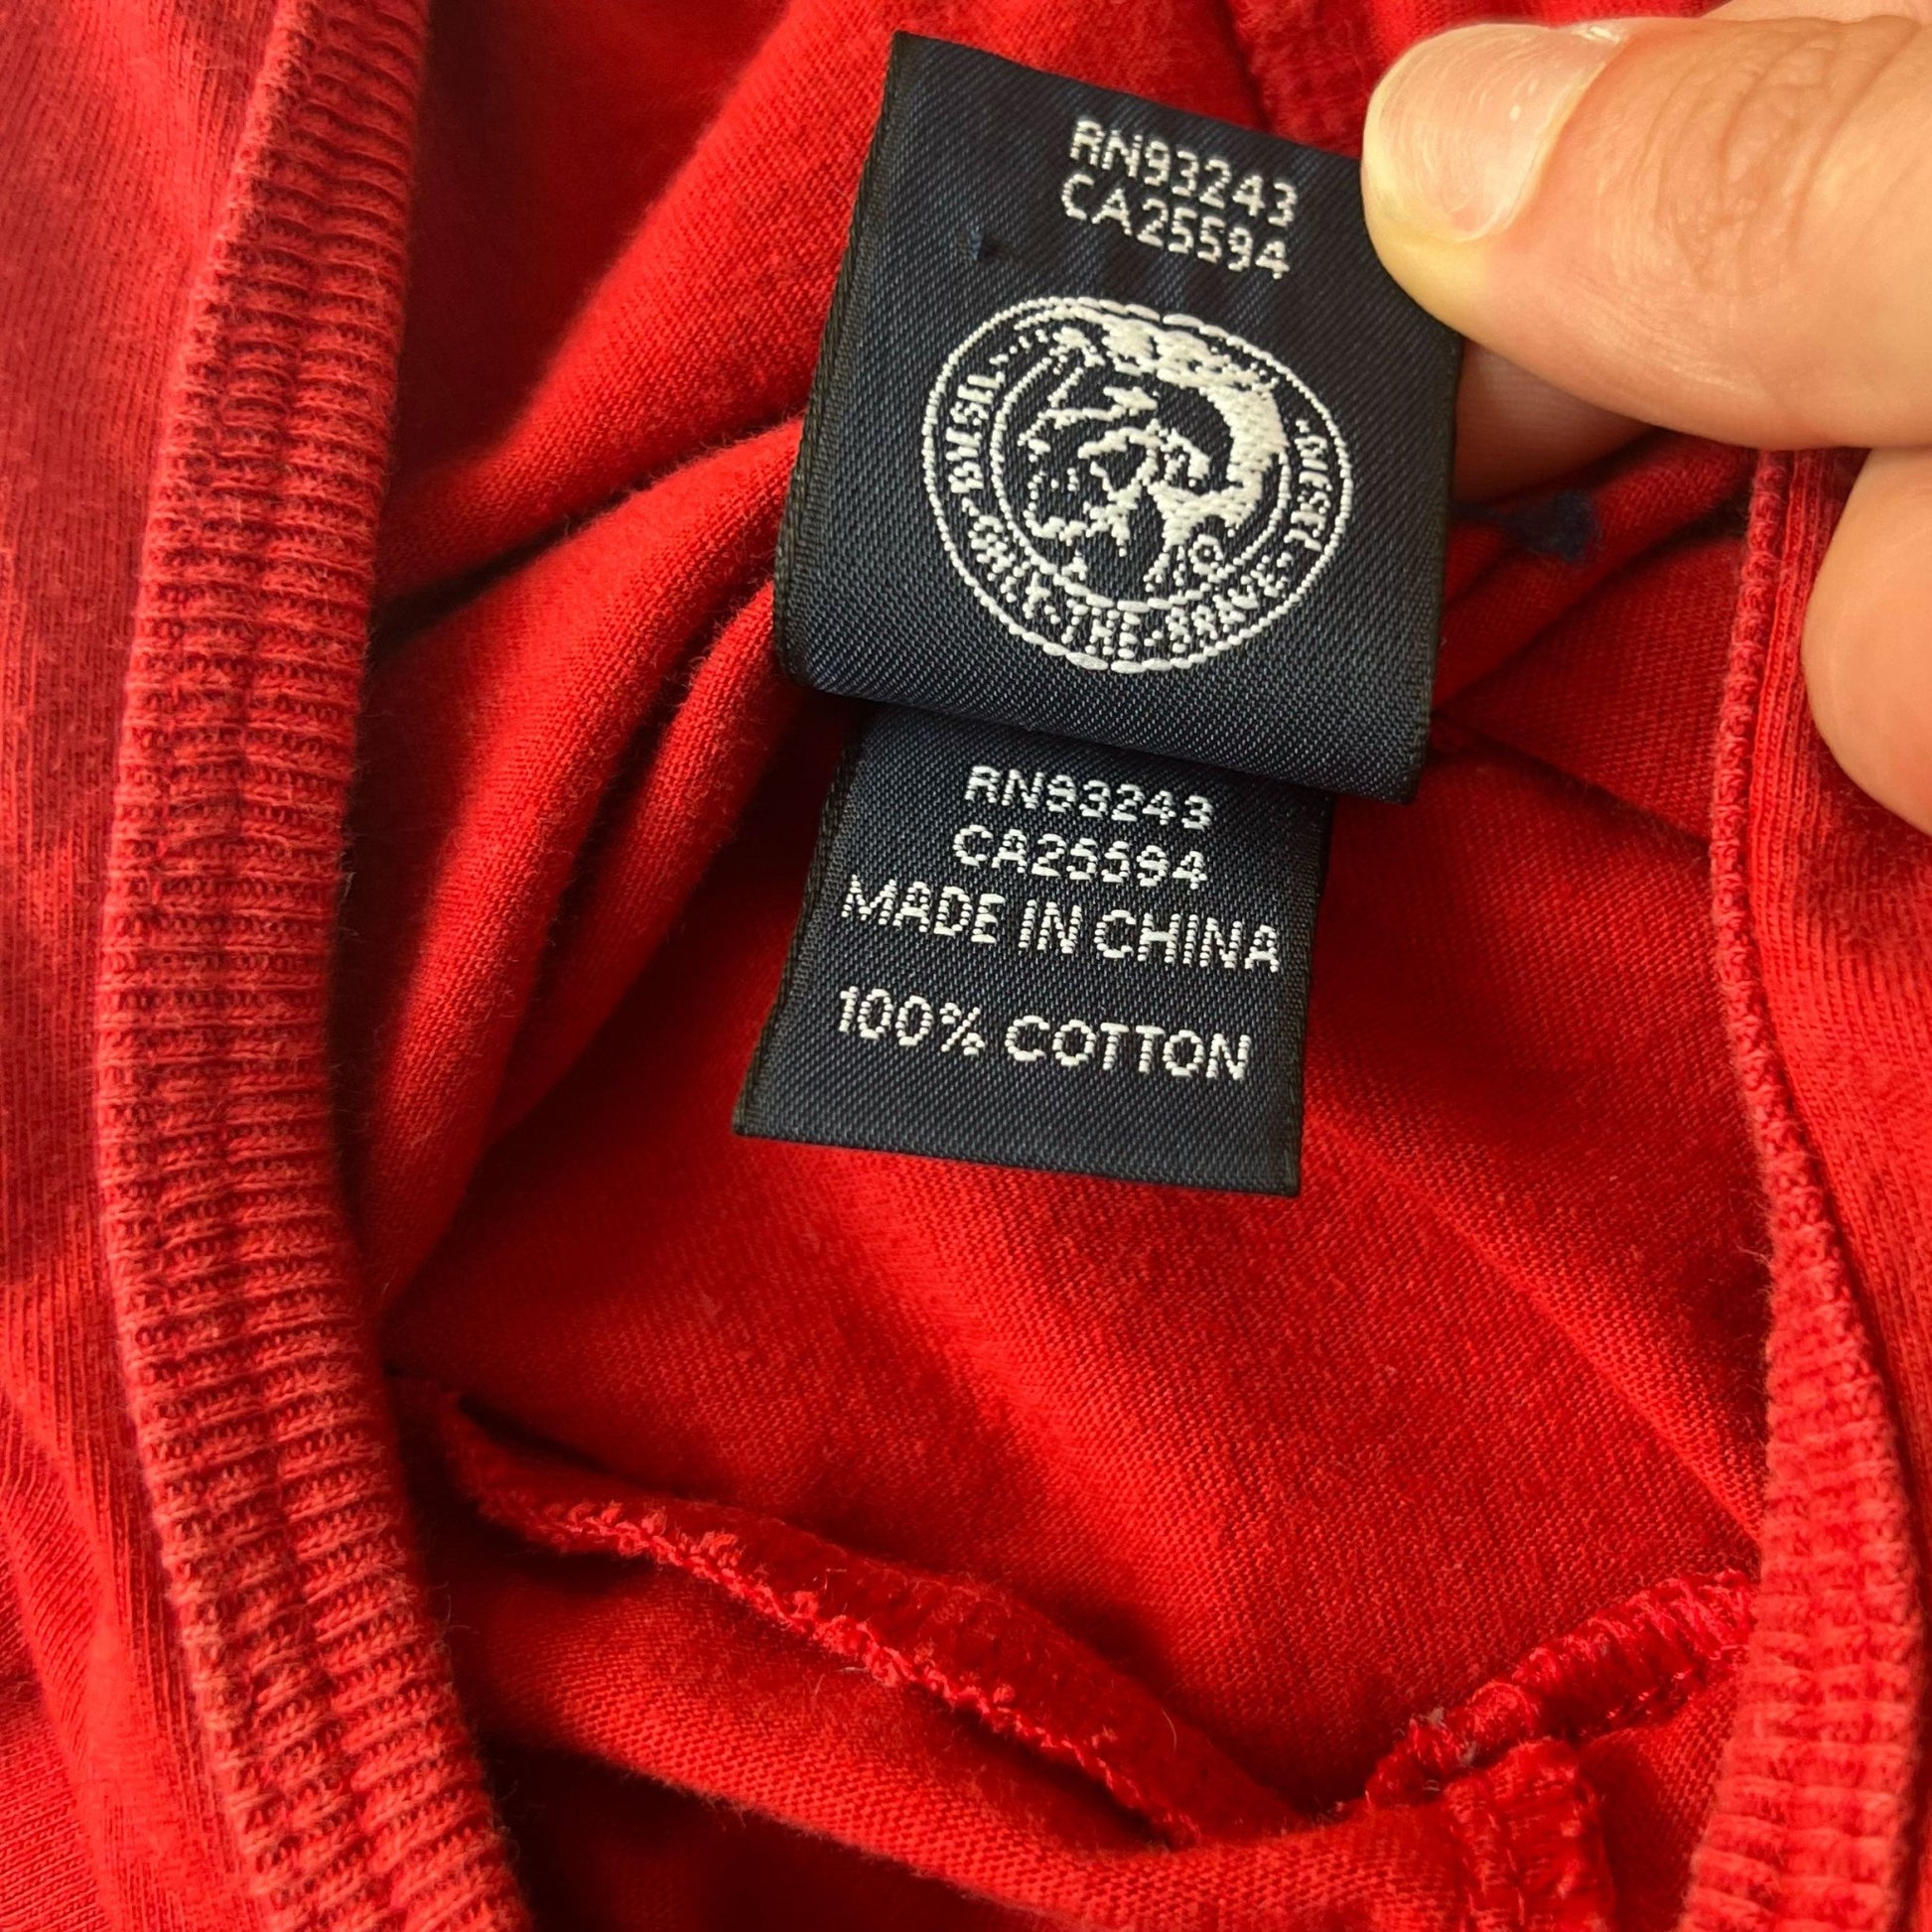 RN93243
CA25594
DIESEL · DIESEL · ONLY · THE · BRAVE ·
RN93243
CA25594
MADE IN CHINA
100% COTTON